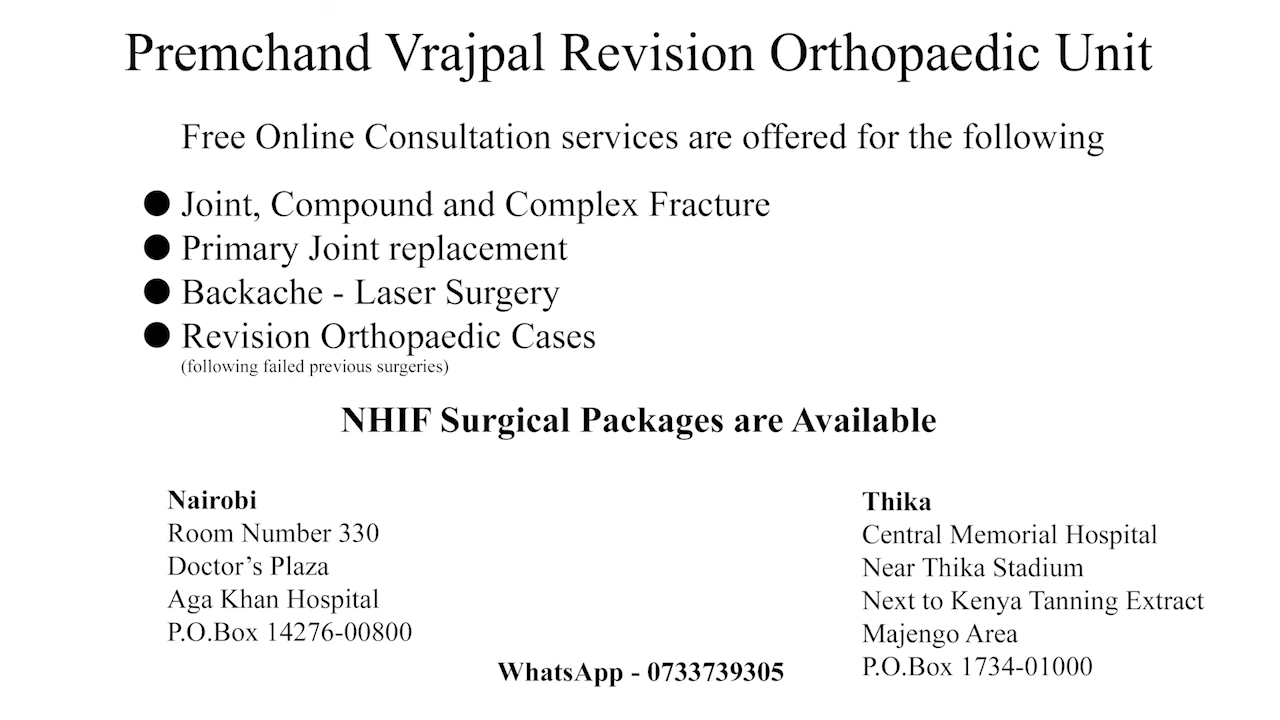 Premchand Vrajpal Revision Orthopaedic Unit
Free Online Consultation services are offered for the following
● Joint, Compound and Complex Fracture
● Primary Joint replacement
● Backache - Laser Surgery
● Revision Orthopaedic Cases
(following failed previous surgeries)
NHIF Surgical Packages are Available
Nairobi
Room Number 330
Doctor’s Plaza
Aga Khan Hospital
P.O.Box 14276-00800
Thika
Central Memorial Hospital
Near Thika Stadium
Next to Kenya Tanning Extract
Majengo Area
P.O.Box 1734-01000
WhatsApp - 0733739305